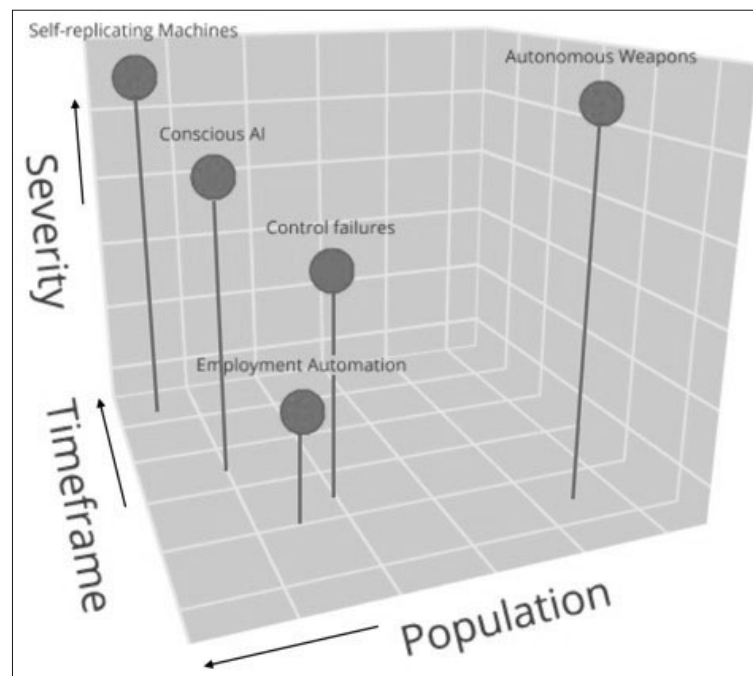 Self-replicating Machines
Autonomous Weapons
Conscious AI
Control failures
Employment Automation
Severity
Timeframe
Population